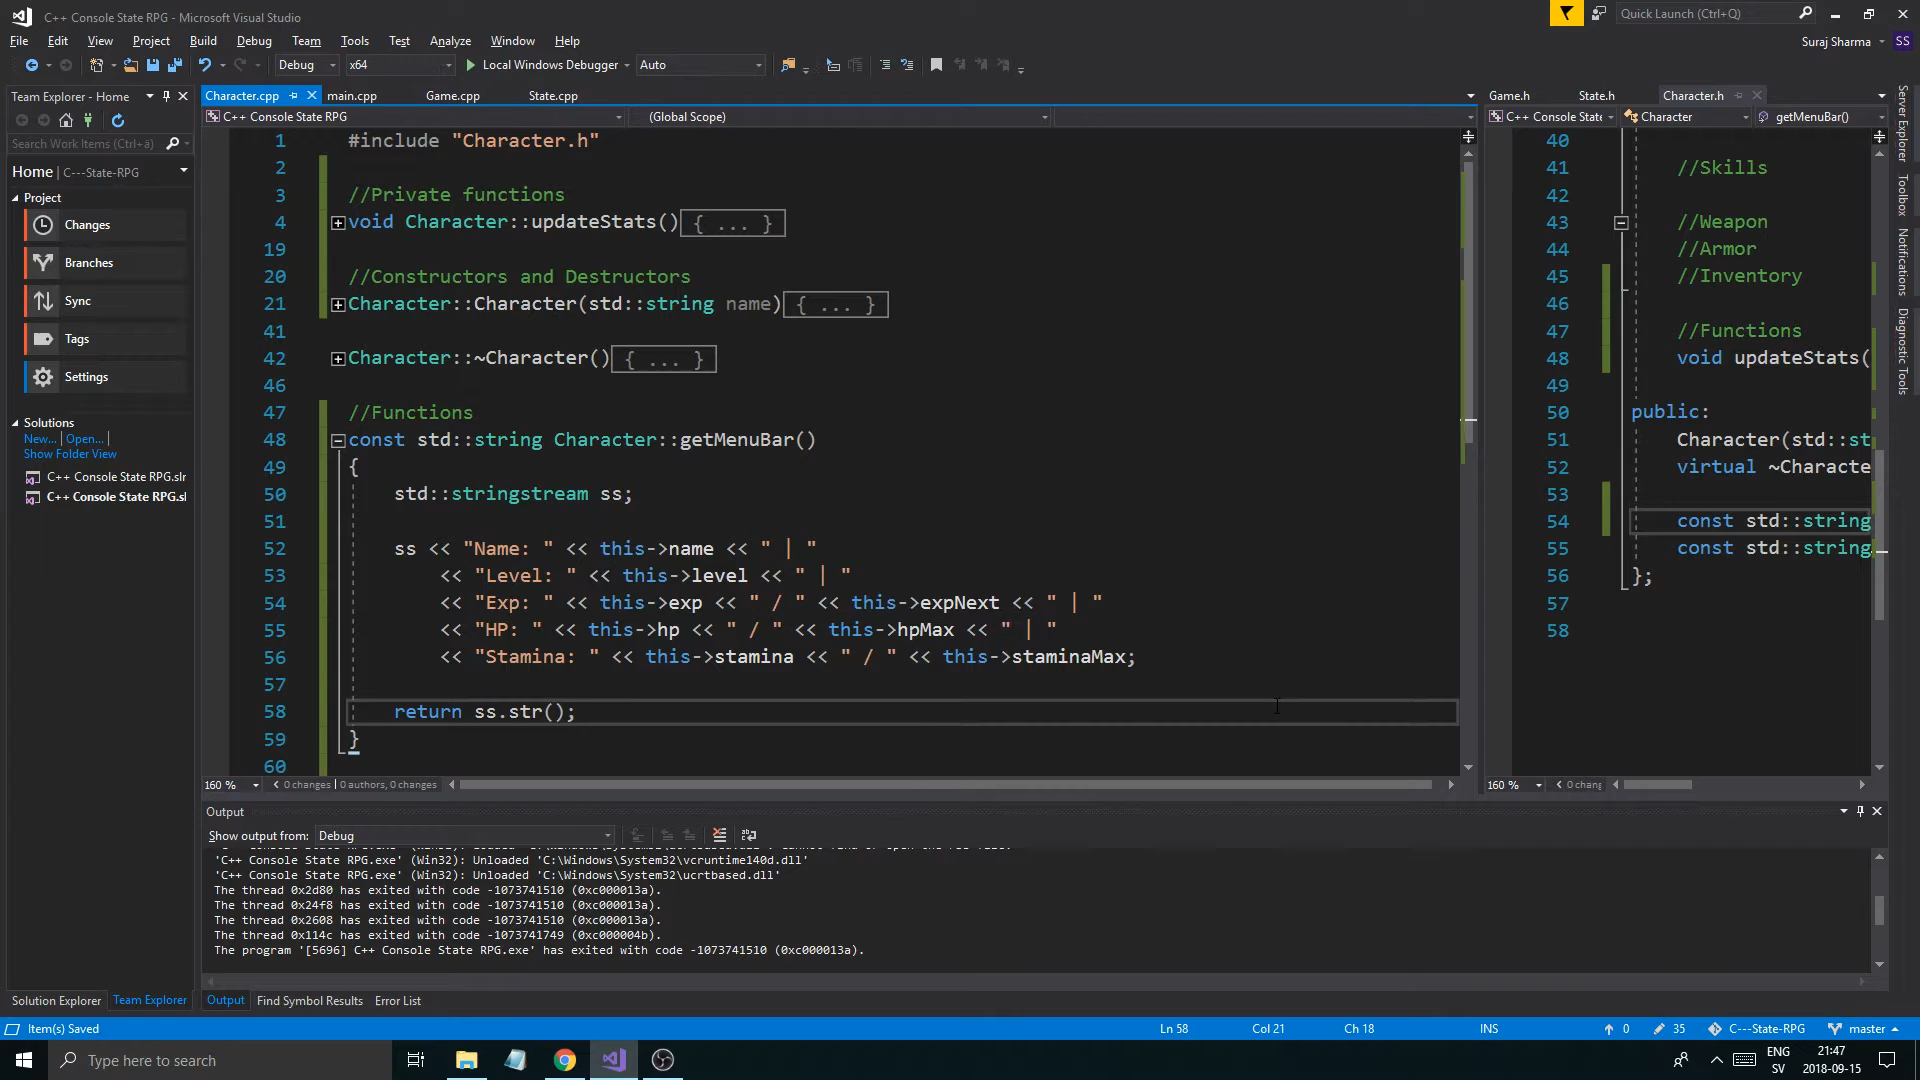 C++ Console State RPG - Microsoft Visual Studio
Quick Launch (Ctrl+Q)
File Edit View Project Build Debug Team Tools Test Analyze Window Help
Suraj Sharma SS
Debug x64 Local Windows Debugger Auto
Team Explorer - Home
Character.cpp main.cpp Game.cpp State.cpp
Game.h State.h Character.h
C++ Console State RPG (Global Scope)
C++ Console State Character getMenuBar()
Search Work Items (Ctrl+ä)
Home C---State-RPG
Project
Changes
Branches
Sync
Tags
Settings
Solutions
New... Open...
Show Folder View
C++ Console State RPG.slr
C++ Console State RPG.sl
1 #include "Character.h"
2
3 //Private functions
4 void Character::updateStats(){ ... }
19
20 //Constructors and Destructors
21 Character::Character(std::string name){ ... }
41
42 Character::~Character(){ ... }
46
47 //Functions
48 const std::string Character::getMenuBar()
49 {
50 std::stringstream ss;
51
52 ss << "Name: " << this->name << " | "
53 << "Level: " << this->level << " | "
54 << "Exp: " << this->exp << " / " << this->expNext << " | "
55 << "HP: " << this->hp << " / " << this->hpMax << " | "
56 << "Stamina: " << this->stamina << " / " << this->staminaMax;
57
58 return ss.str();
59 }
60
160 % 0 changes | 0 authors, 0 changes
40
41 //Skills
42
43 //Weapon
44 //Armor
45 //Inventory
46
47 //Functions
48 void updateStats(
49
50 public:
51 Character(std::st
52 virtual ~Characte
53
54 const std::string
55 const std::string
56 };
57
58
160 % 0 chang
Server Explorer
Toolbox
Notifications
Diagnostic Tools
Output
Show output from: Debug
'C++ Console State RPG.exe' (Win32): Unloaded 'C:\Windows\System32\vcruntime140d.dll'
'C++ Console State RPG.exe' (Win32): Unloaded 'C:\Windows\System32\ucrtbased.dll'
The thread 0x2d80 has exited with code -1073741510 (0xc000013a).
The thread 0x24f8 has exited with code -1073741510 (0xc000013a).
The thread 0x2608 has exited with code -1073741510 (0xc000013a).
The thread 0x114c has exited with code -1073741749 (0xc000004b).
The program '[5696] C++ Console State RPG.exe' has exited with code -1073741510 (0xc000013a).
Solution Explorer Team Explorer
Output Find Symbol Results Error List
Item(s) Saved
Ln 58 Col 21 Ch 18 INS
0 35 C---State-RPG master
Type here to search
ENG
SV
21:47
2018-09-15